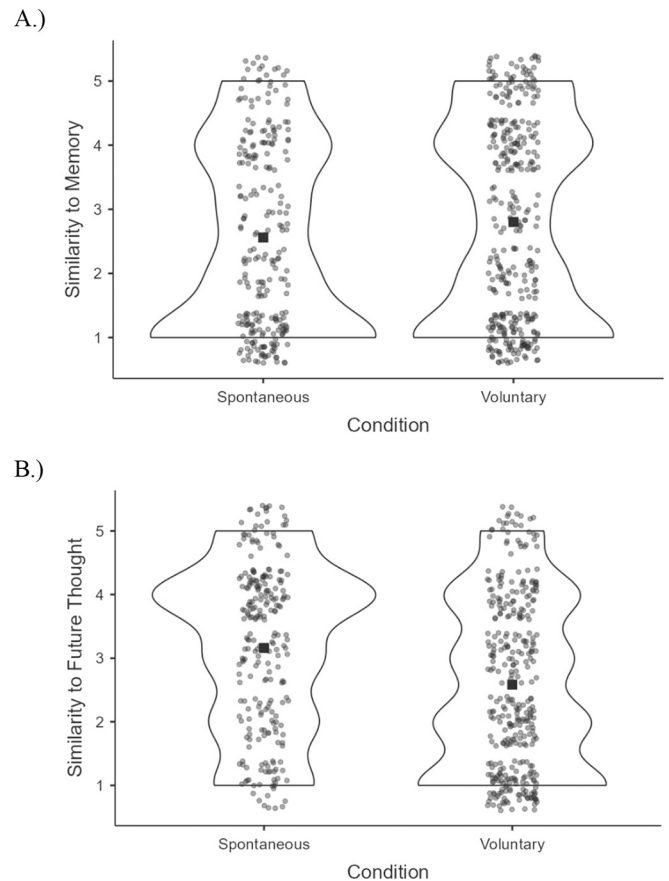 A.)
Similarity to Memory
5
4
3
2
1
Spontaneous Voluntary
Condition
B.)
Similarity to Future Thought
5
4
3
2
1
Spontaneous Voluntary
Condition